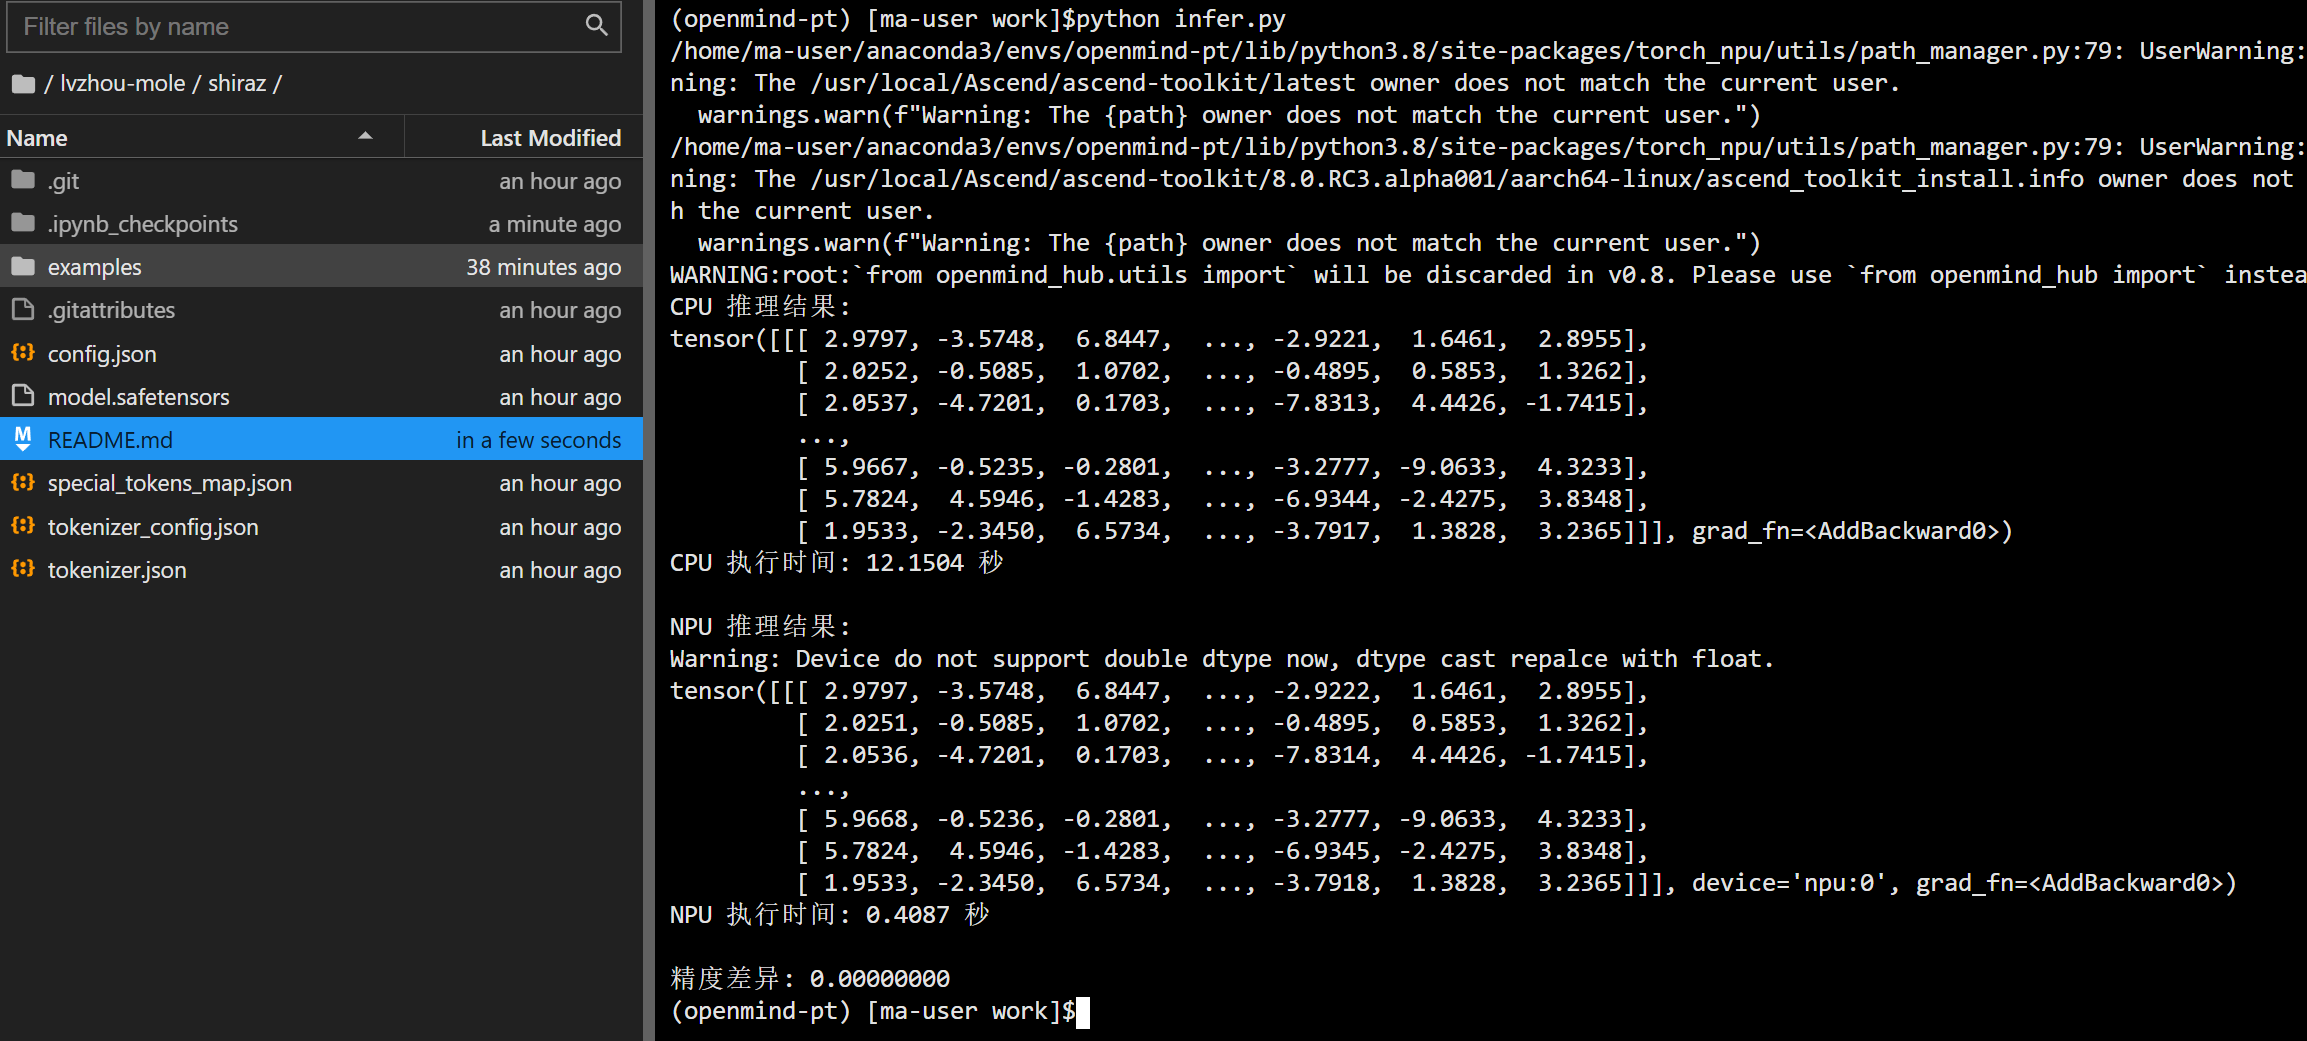 Filter files by name
/ lvzhou-mole / shiraz /
Name Last Modified
.git an hour ago
.ipynb_checkpoints a minute ago
examples 38 minutes ago
.gitattributes an hour ago
config.json an hour ago
model.safetensors an hour ago
README.md in a few seconds
special_tokens_map.json an hour ago
tokenizer_config.json an hour ago
tokenizer.json an hour ago
(openmind-pt) [ma-user work]$python infer.py
/home/ma-user/anaconda3/envs/openmind-pt/lib/python3.8/site-packages/torch_npu/utils/path_manager.py:79: UserWarning:
ning: The /usr/local/Ascend/ascend-toolkit/latest owner does not match the current user.
  warnings.warn(f"Warning: The {path} owner does not match the current user.")
/home/ma-user/anaconda3/envs/openmind-pt/lib/python3.8/site-packages/torch_npu/utils/path_manager.py:79: UserWarning:
ning: The /usr/local/Ascend/ascend-toolkit/8.0.RC3.alpha001/aarch64-linux/ascend_toolkit_install.info owner does not
h the current user.
  warnings.warn(f"Warning: The {path} owner does not match the current user.")
WARNING:root:`from openmind_hub.utils import` will be discarded in v0.8. Please use `from openmind_hub import` instea
CPU 推理结果:
tensor([[[ 2.9797, -3.5748,  6.8447,  ..., -2.9221,  1.6461,  2.8955],
         [ 2.0252, -0.5085,  1.0702,  ..., -0.4895,  0.5853,  1.3262],
         [ 2.0537, -4.7201,  0.1703,  ..., -7.8313,  4.4426, -1.7415],
         ...,
         [ 5.9667, -0.5235, -0.2801,  ..., -3.2777, -9.0633,  4.3233],
         [ 5.7824,  4.5946, -1.4283,  ..., -6.9344, -2.4275,  3.8348],
         [ 1.9533, -2.3450,  6.5734,  ..., -3.7917,  1.3828,  3.2365]]], grad_fn=<AddBackward0>)
CPU 执行时间: 12.1504 秒
NPU 推理结果:
Warning: Device do not support double dtype now, dtype cast repalce with float.
tensor([[[ 2.9797, -3.5748,  6.8447,  ..., -2.9222,  1.6461,  2.8955],
         [ 2.0251, -0.5085,  1.0702,  ..., -0.4895,  0.5853,  1.3262],
         [ 2.0536, -4.7201,  0.1703,  ..., -7.8314,  4.4426, -1.7415],
         ...,
         [ 5.9668, -0.5236, -0.2801,  ..., -3.2777, -9.0633,  4.3233],
         [ 5.7824,  4.5946, -1.4283,  ..., -6.9345, -2.4275,  3.8348],
         [ 1.9533, -2.3450,  6.5734,  ..., -3.7918,  1.3828,  3.2365]]], device='npu:0', grad_fn=<AddBackward0>)
NPU 执行时间: 0.4087 秒
精度差异: 0.00000000
(openmind-pt) [ma-user work]$